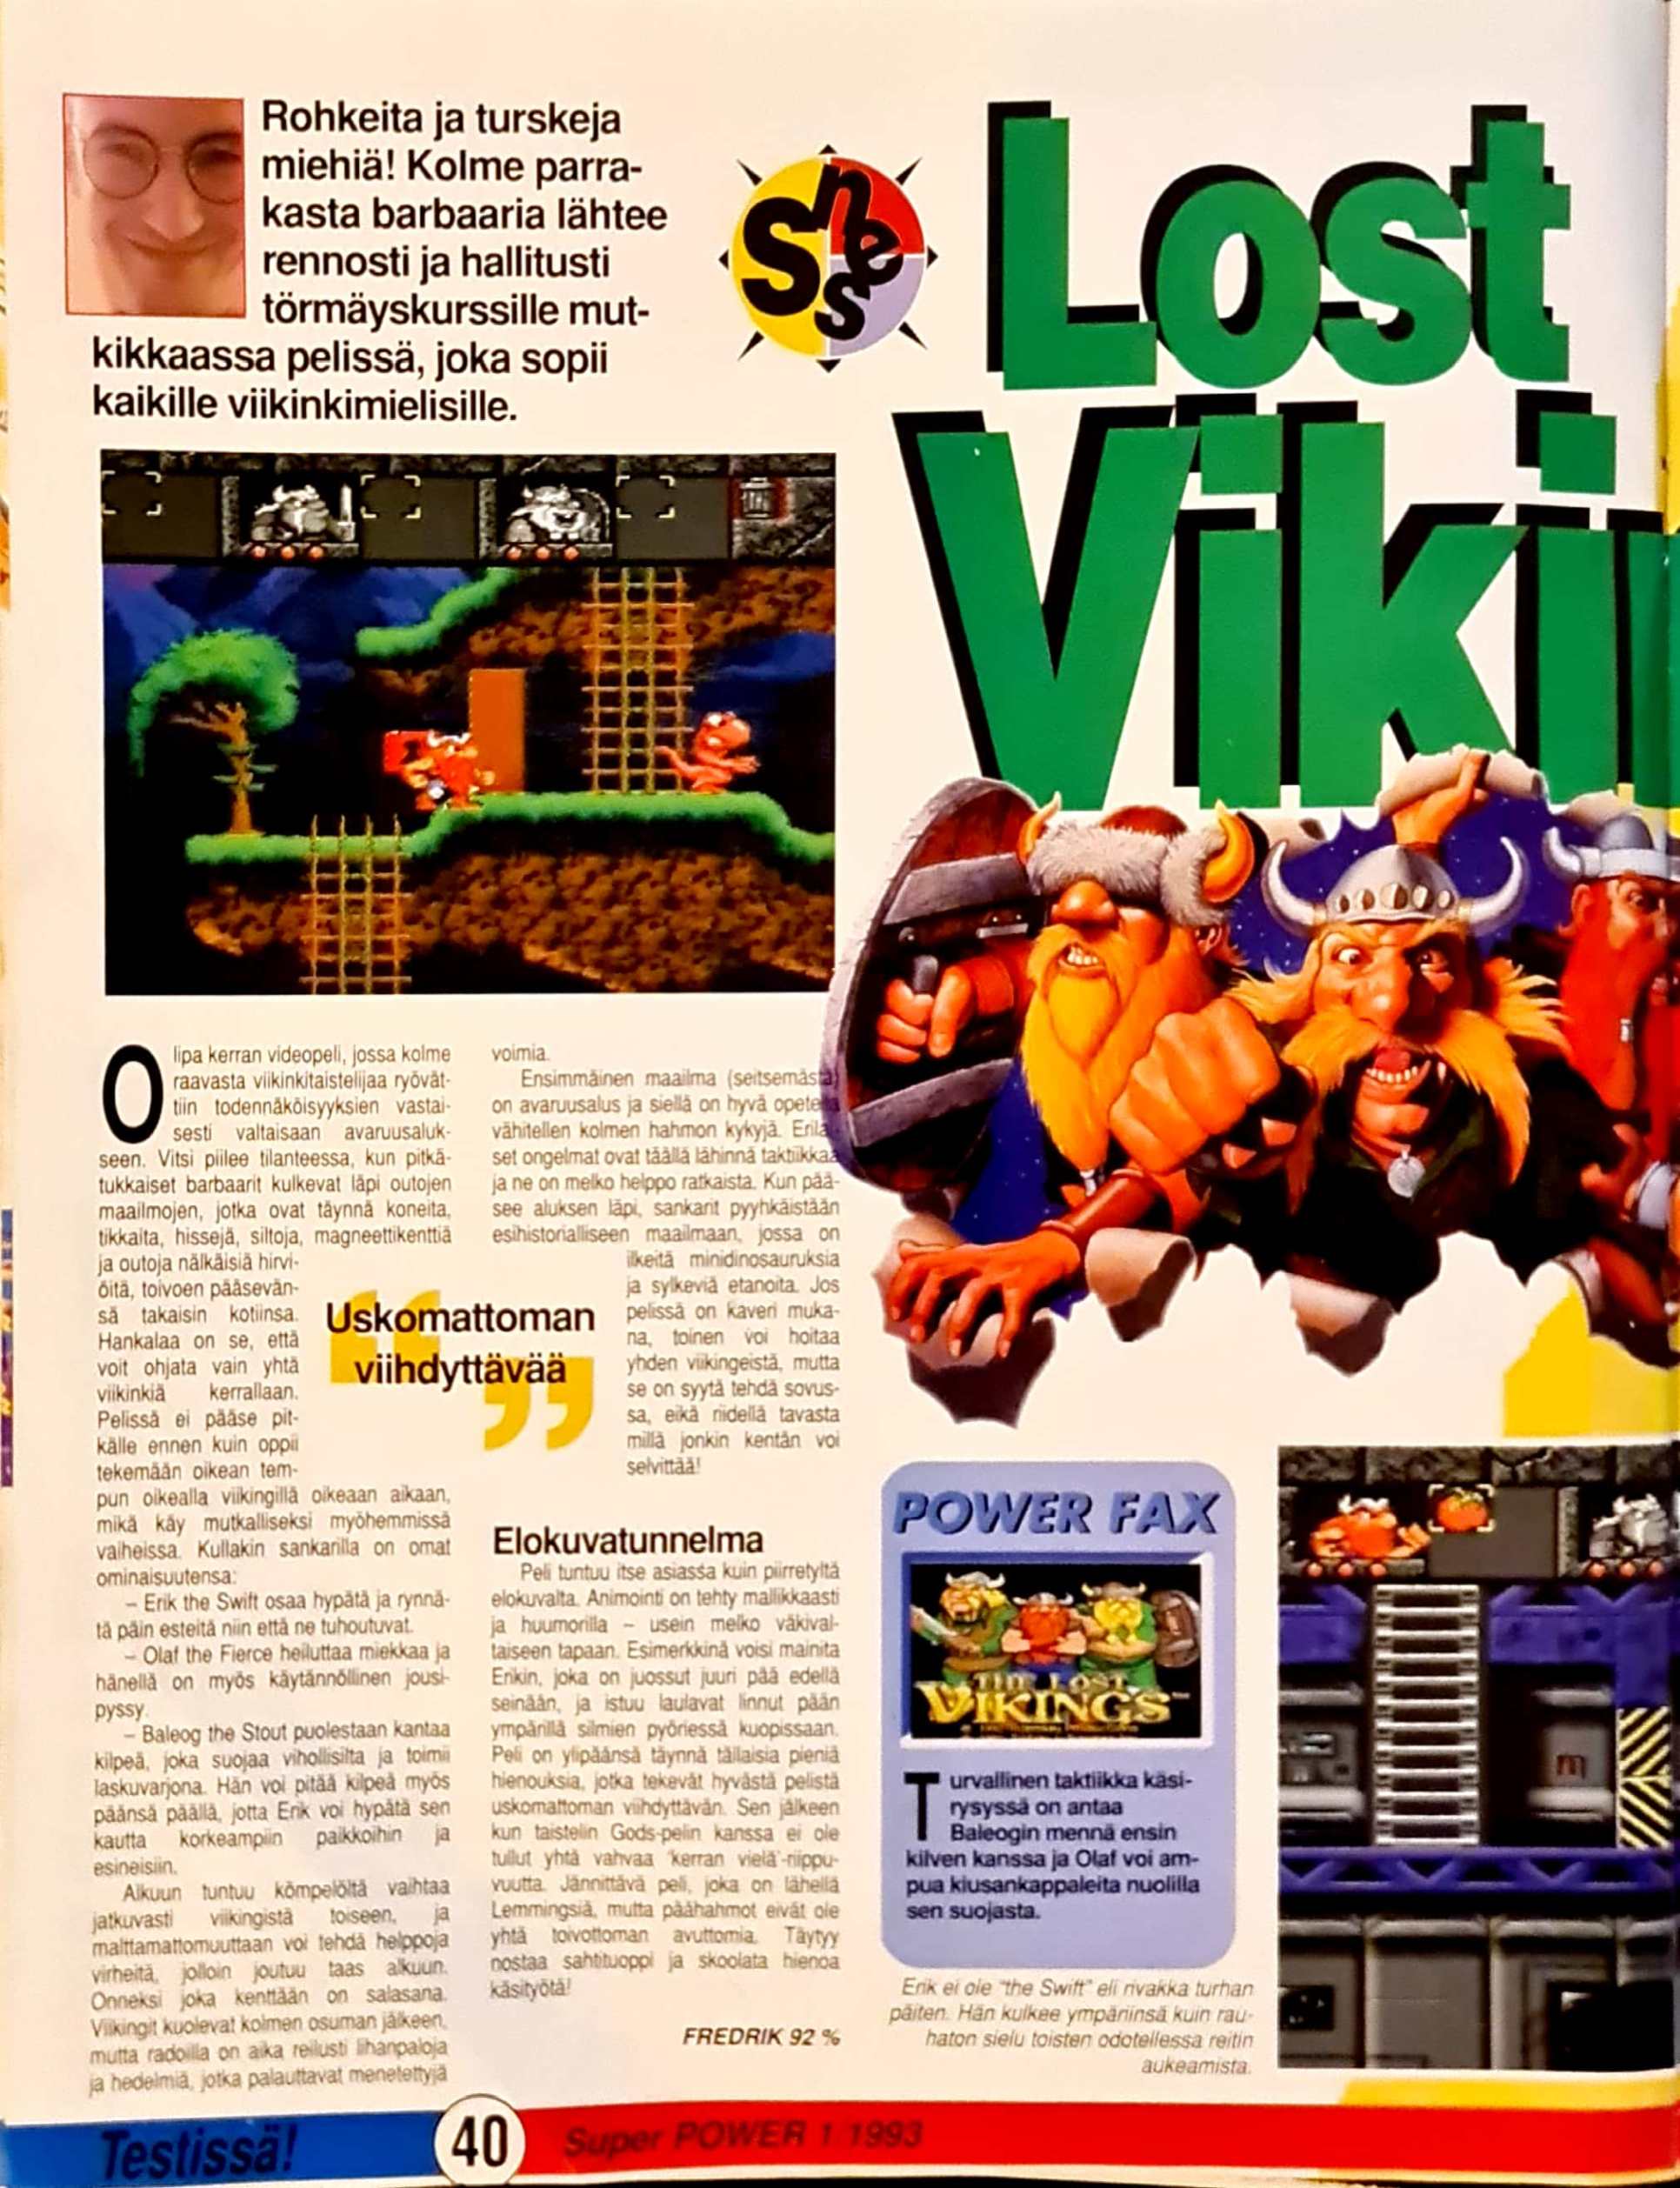 Rohkeita ja turskeja
miehiä! Kolme parra-
kasta barbaaria lähtee
rennosti ja hallitusti
törmäyskurssille mut-
kikkaassa pelissä, joka sopii
kaikille viikinkimielisille.
Snes
Lost
Viki
Olipa kerran videopeli, jossa kolme
raavasta viikinkitaistelijaa ryövät-
tiin todennäköisyyksien vastai-
sesti valtaisaan avaruusaluk-
seen. Vitsi piilee tilanteessa, kun pitkä-
tukkaiset barbaarit kulkevat läpi outojen
maailmojen, jotka ovat täynnä koneita,
tikkaita, hissejä, siltoja, magneettikenttiä
ja outoja nälkäisiä hirvi-
öitä, toivoen pääsevän-
sä takaisin kotiinsa.
Hankalaa on se, että
voit ohjata vain yhtä
viikinkiä kerrallaan.
Pelissä ei pääse pit-
källe ennen kuin oppii
tekemään oikean tem-
pun oikealla viikingillä oikeaan aikaan,
mikä käy mutkalliseksi myöhemmissä
vaiheissa. Kullakin sankarilla on omat
ominaisuutensa:
– Erik the Swift osaa hypätä ja rynnä-
tä päin esteitä niin että ne tuhoutuvat.
– Olaf the Fierce heiluttaa miekkaa ja
hänellä on myös käytännöllinen jousi-
pyssy.
– Baleog the Stout puolestaan kantaa
kilpeä, joka suojaa vihollisilta ja toimii
laskuvarjona. Hän voi pitää kilpeä myös
päänsä päällä, jotta Erik voi hypätä sen
kautta korkeampiin paikkoihin ja
esineisiin.
Alkuun tuntuu kömpelöltä vaihtaa
jatkuvasti viikingistä toiseen, ja
malttamattomuuttaan voi tehdä helppoja
virheitä, jolloin joutuu taas alkuun.
Onneksi joka kenttään on salasana.
Viikingit kuolevat kolmen osuman jälkeen,
mutta radoilla on aika reilusti lihanpaloja
ja hedelmiä, jotka palauttavat menetettyjä
voimia.
Ensimmäinen maailma (seitsemästä)
on avaruusalus ja siellä on hyvä opetella
vähitellen kolmen hahmon kykyjä. Erilai-
set ongelmat ovat täällä lähinnä taktiikkaa
ja ne on melko helppo ratkaista. Kun pää-
see aluksen läpi, sankarit pyyhkäistään
esihistorialliseen maailmaan, jossa on
ilkeitä minidinosauruksia
ja sylkeviä etanoita. Jos
pelissä on kaveri muka-
na, toinen voi hoitaa
yhden viikingeistä, mutta
se on syytä tehdä sovus-
sa, eikä riidellä tavasta
millä jonkin kentän voi
selvittää!
“Uskomattoman
viihdyttävää”
Elokuvatunnelma
Peli tuntuu itse asiassa kuin piirretyltä
elokuvalta. Animointi on tehty mallikkaasti
ja huumorilla – usein melko väkival-
taiseen tapaan. Esimerkkinä voisi mainita
Erikin, joka on juossut juuri pää edellä
seinään, ja istuu laulavat linnut pään
ympärillä silmien pyöriessä kuopissaan.
Peli on ylipäänsä täynnä tällaisia pieniä
hienouksia, jotka tekevät hyvästä pelistä
uskomattoman viihdyttävän. Sen jälkeen
kun taistelin Gods-pelin kanssa ei ole
tullut yhtä vahvaa 'kerran vielä'-riippu-
vuutta. Jännittävä peli, joka on lähellä
Lemmingsiä, mutta päähahmot eivät ole
yhtä toivottoman avuttomia. Täytyy
nostaa sahtituoppi ja skoolata hienoa
käsityötä!
FREDRIK 92 %
POWER FAX
THE LOST
VIKINGS
Turvallinen taktiikka käsi-
rysyssä on antaa
Baleogin mennä ensin
kilven kanssa ja Olaf voi am-
pua kiusankappaleita nuolilla
sen suojasta.
Erik ei ole "the Swift" eli rivakka turhan
päiten. Hän kulkee ympäriinsä kuin rau-
haton sielu toisten odotellessa reitin
aukeamista.
Testissä!
40
Super POWER 1 1993